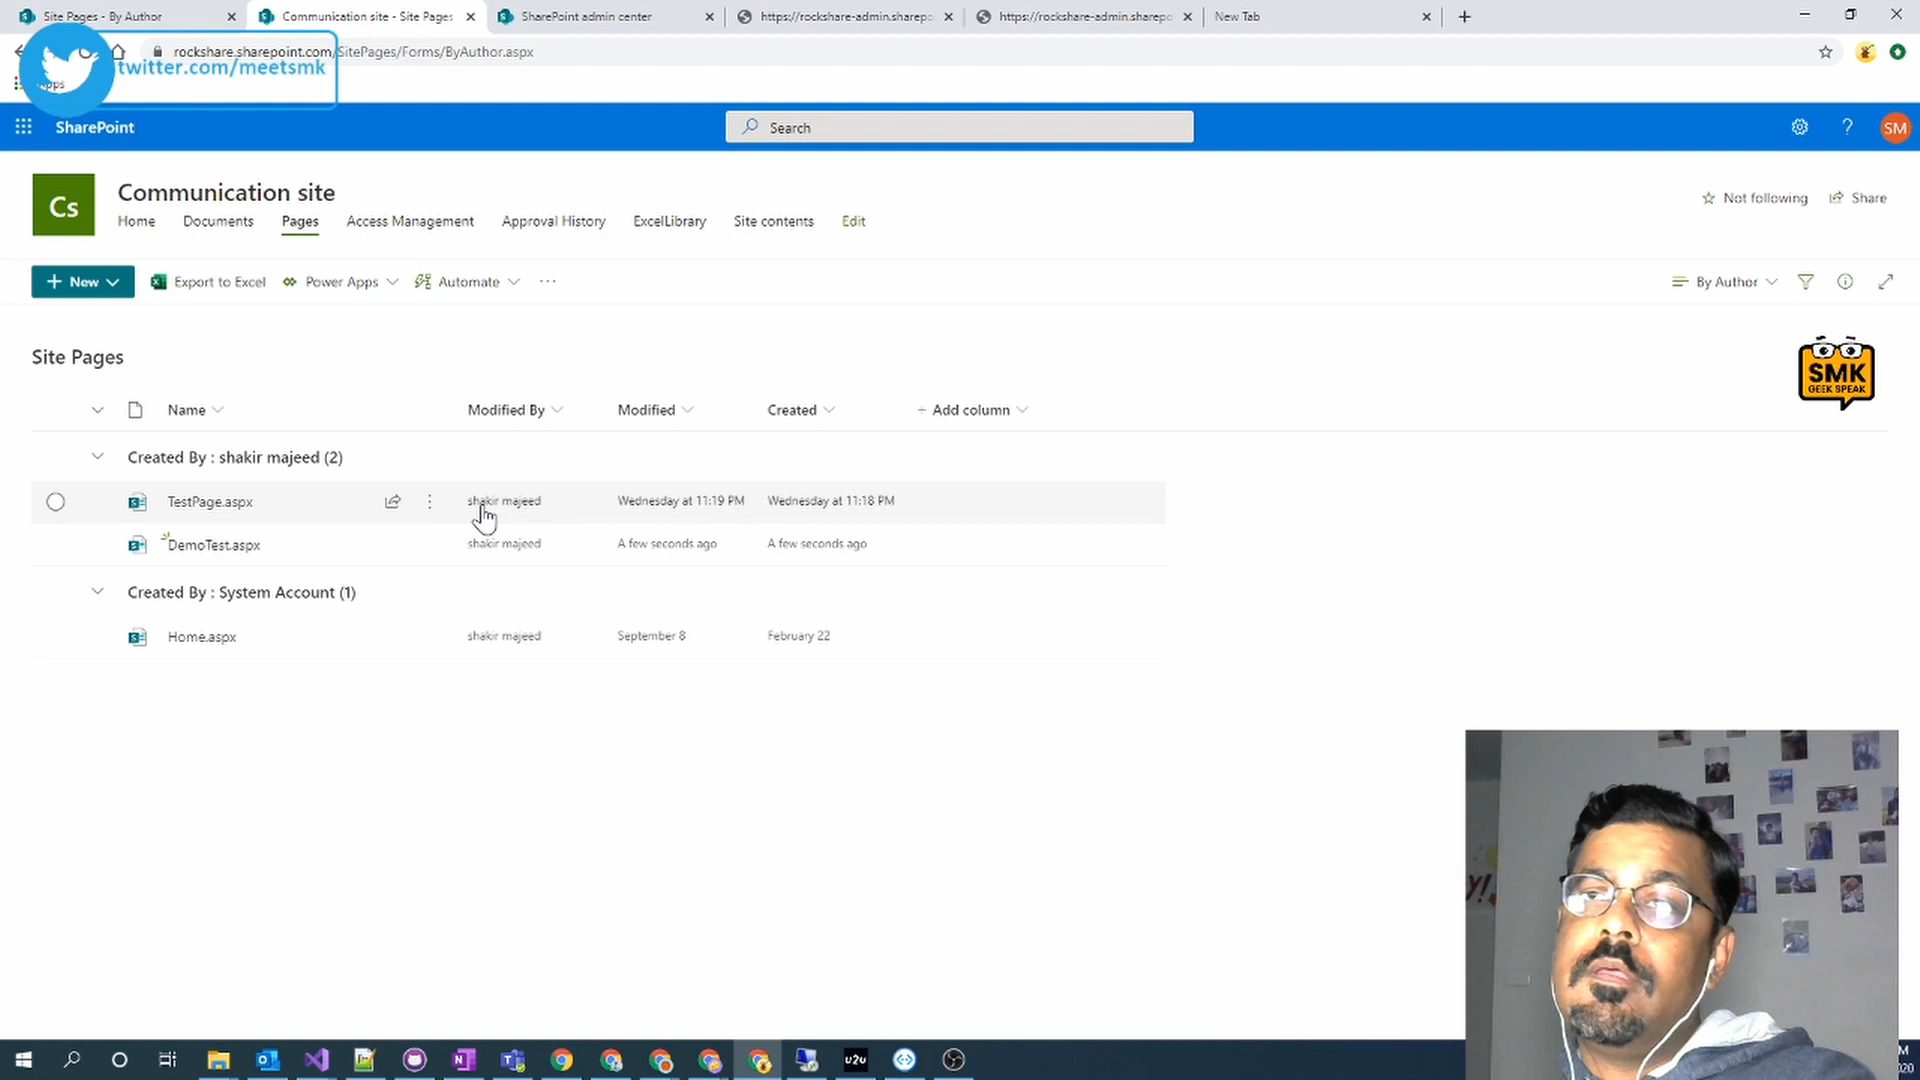 Site Pages - By Author
Communication site - Site Pages
SharePoint admin center
https://rockshare-admin.sharepo
https://rockshare-admin.sharepo
New Tab
rockshare.sharepoint.com/SitePages/Forms/ByAuthor.aspx
twitter.com/meetsmk
Apps
SharePoint
Search
?
SM
Cs
Communication site
Not following
Share
Home
Documents
Pages
Access Management
Approval History
ExcelLibrary
Site contents
Edit
+ New
Export to Excel
Power Apps
Automate
...
By Author
Site Pages
SMK
GEEK SPEAK
Name
Modified By
Modified
Created
+ Add column
Created By : shakir majeed (2)
TestPage.aspx
shakir majeed
Wednesday at 11:19 PM
Wednesday at 11:18 PM
DemoTest.aspx
shakir majeed
A few seconds ago
A few seconds ago
Created By : System Account (1)
Home.aspx
shakir majeed
September 8
February 22
y!
u2u
M
020